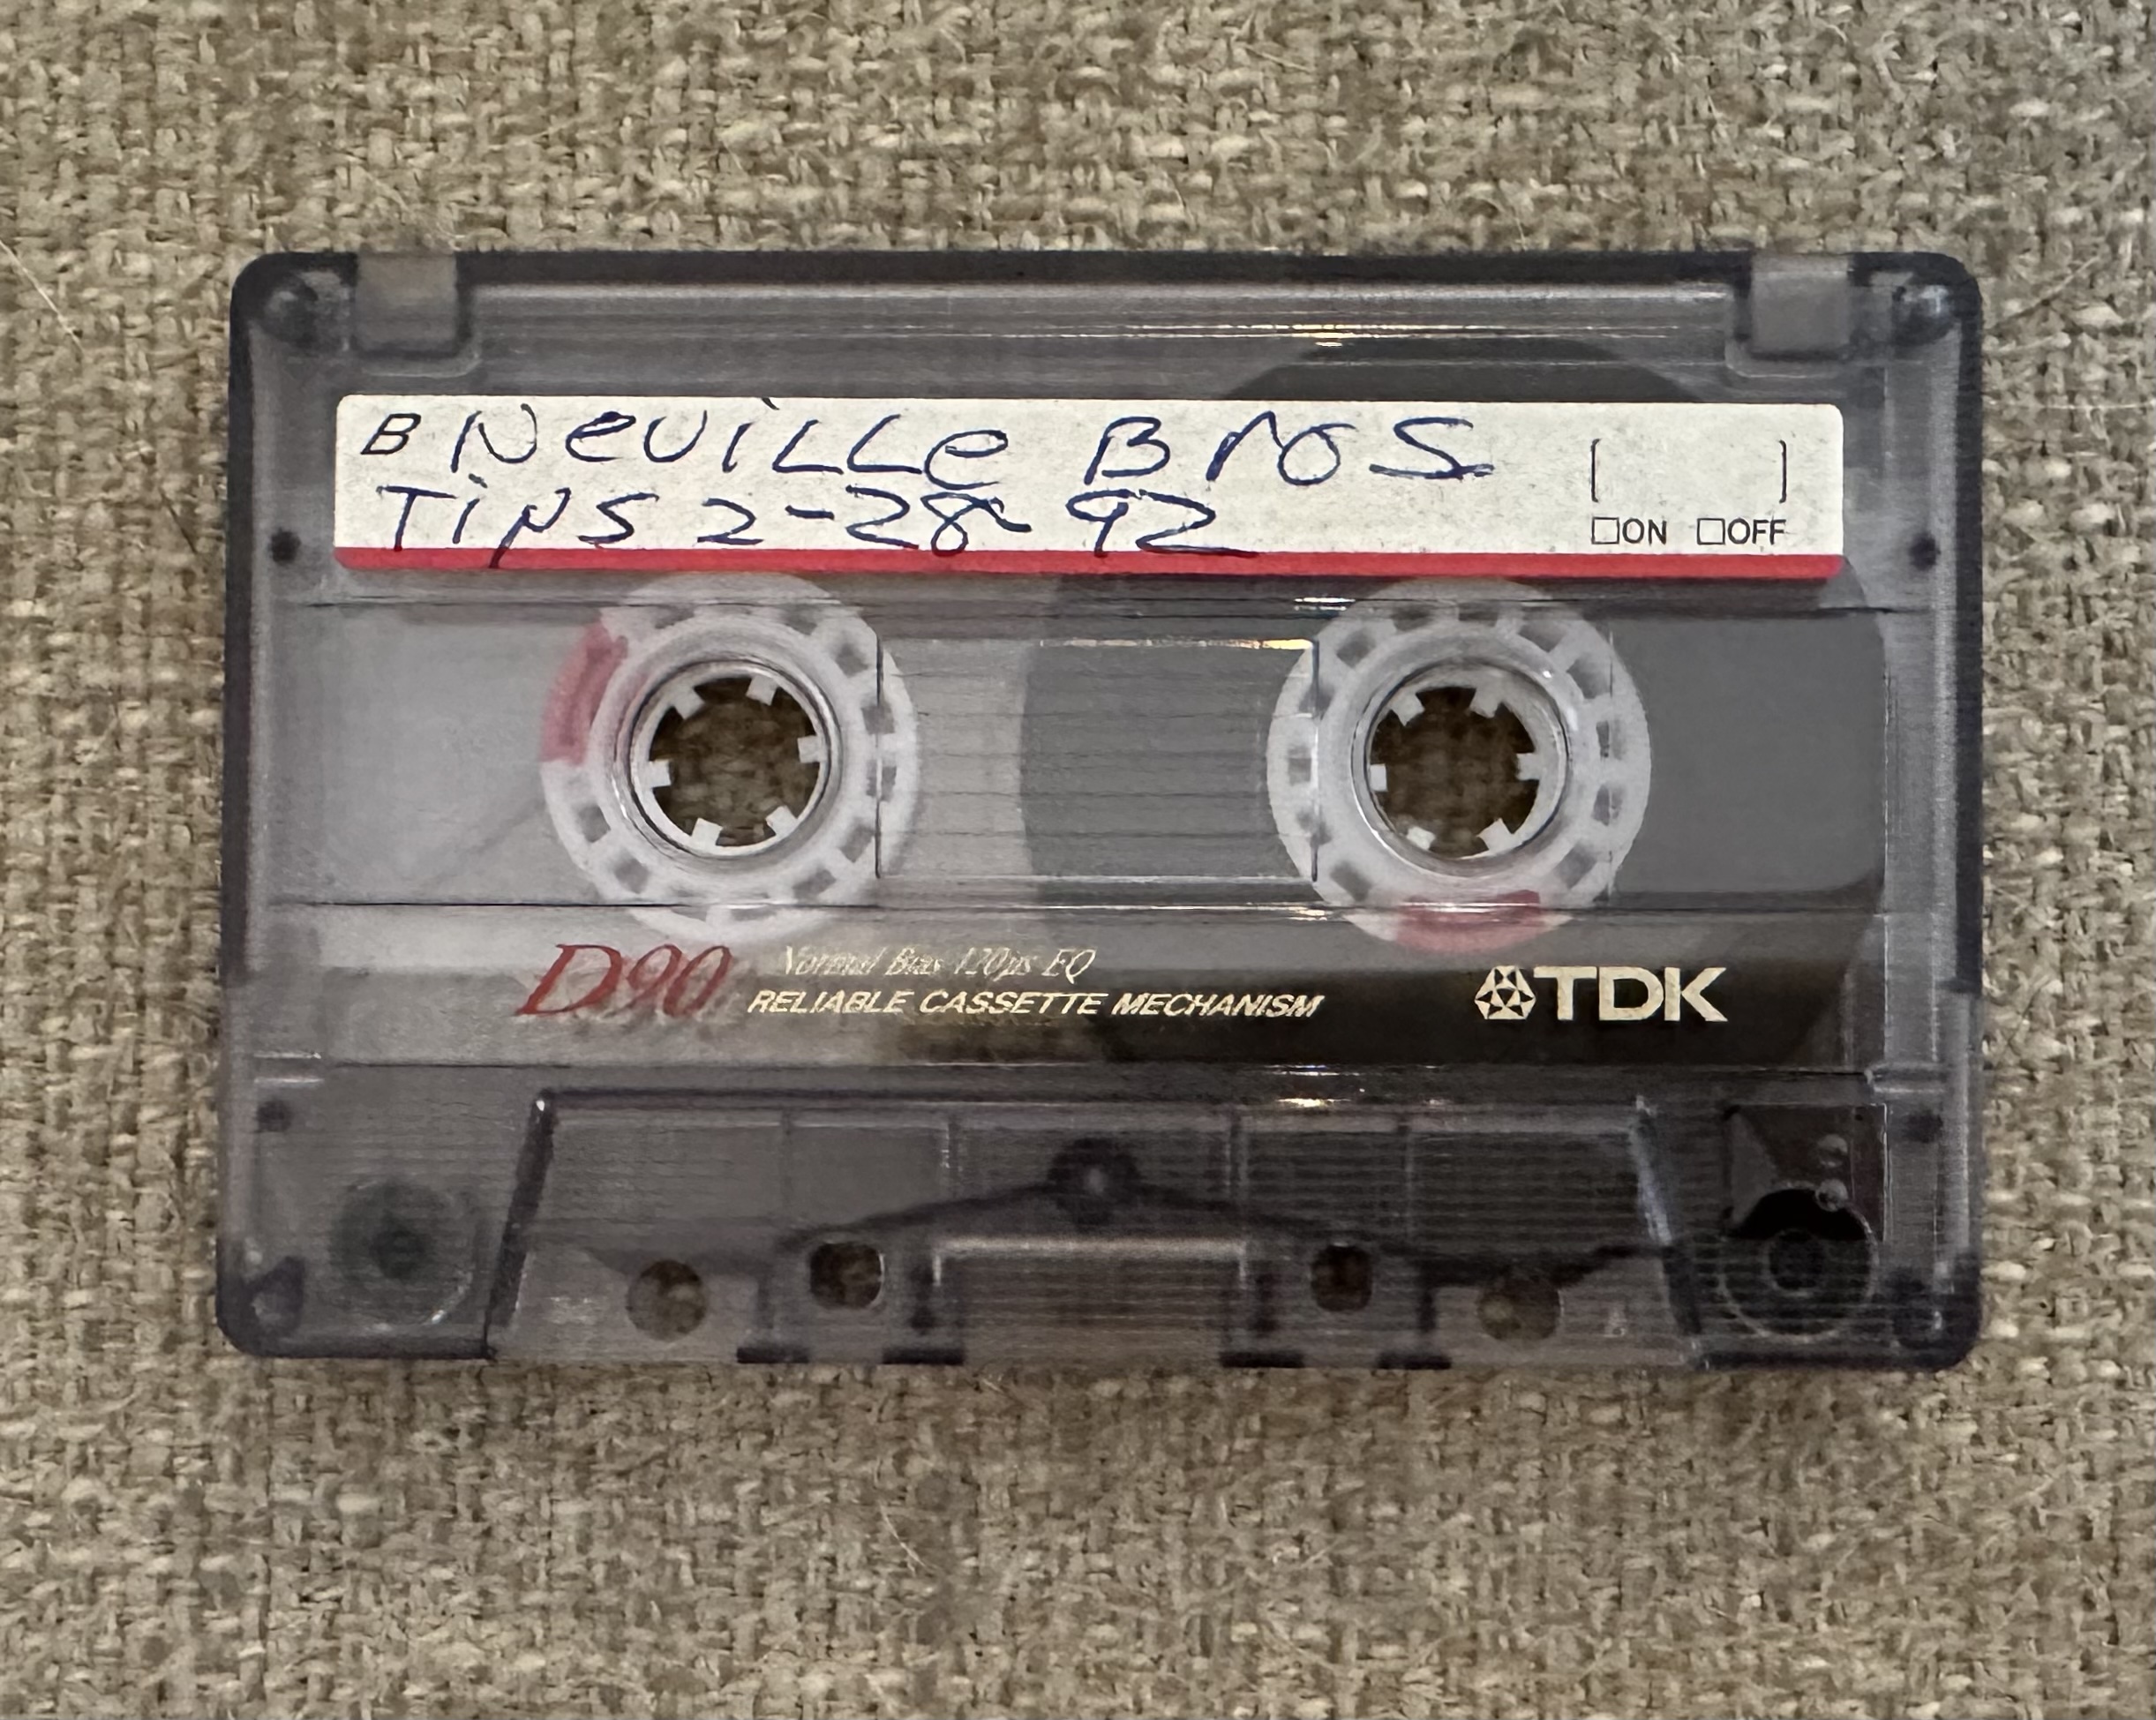 B Neville Bros
Tips 2-28-92
[ ]
☐ON ☐OFF
D90 Normal Bias 120µs EQ
RELIABLE CASSETTE MECHANISM
TDK